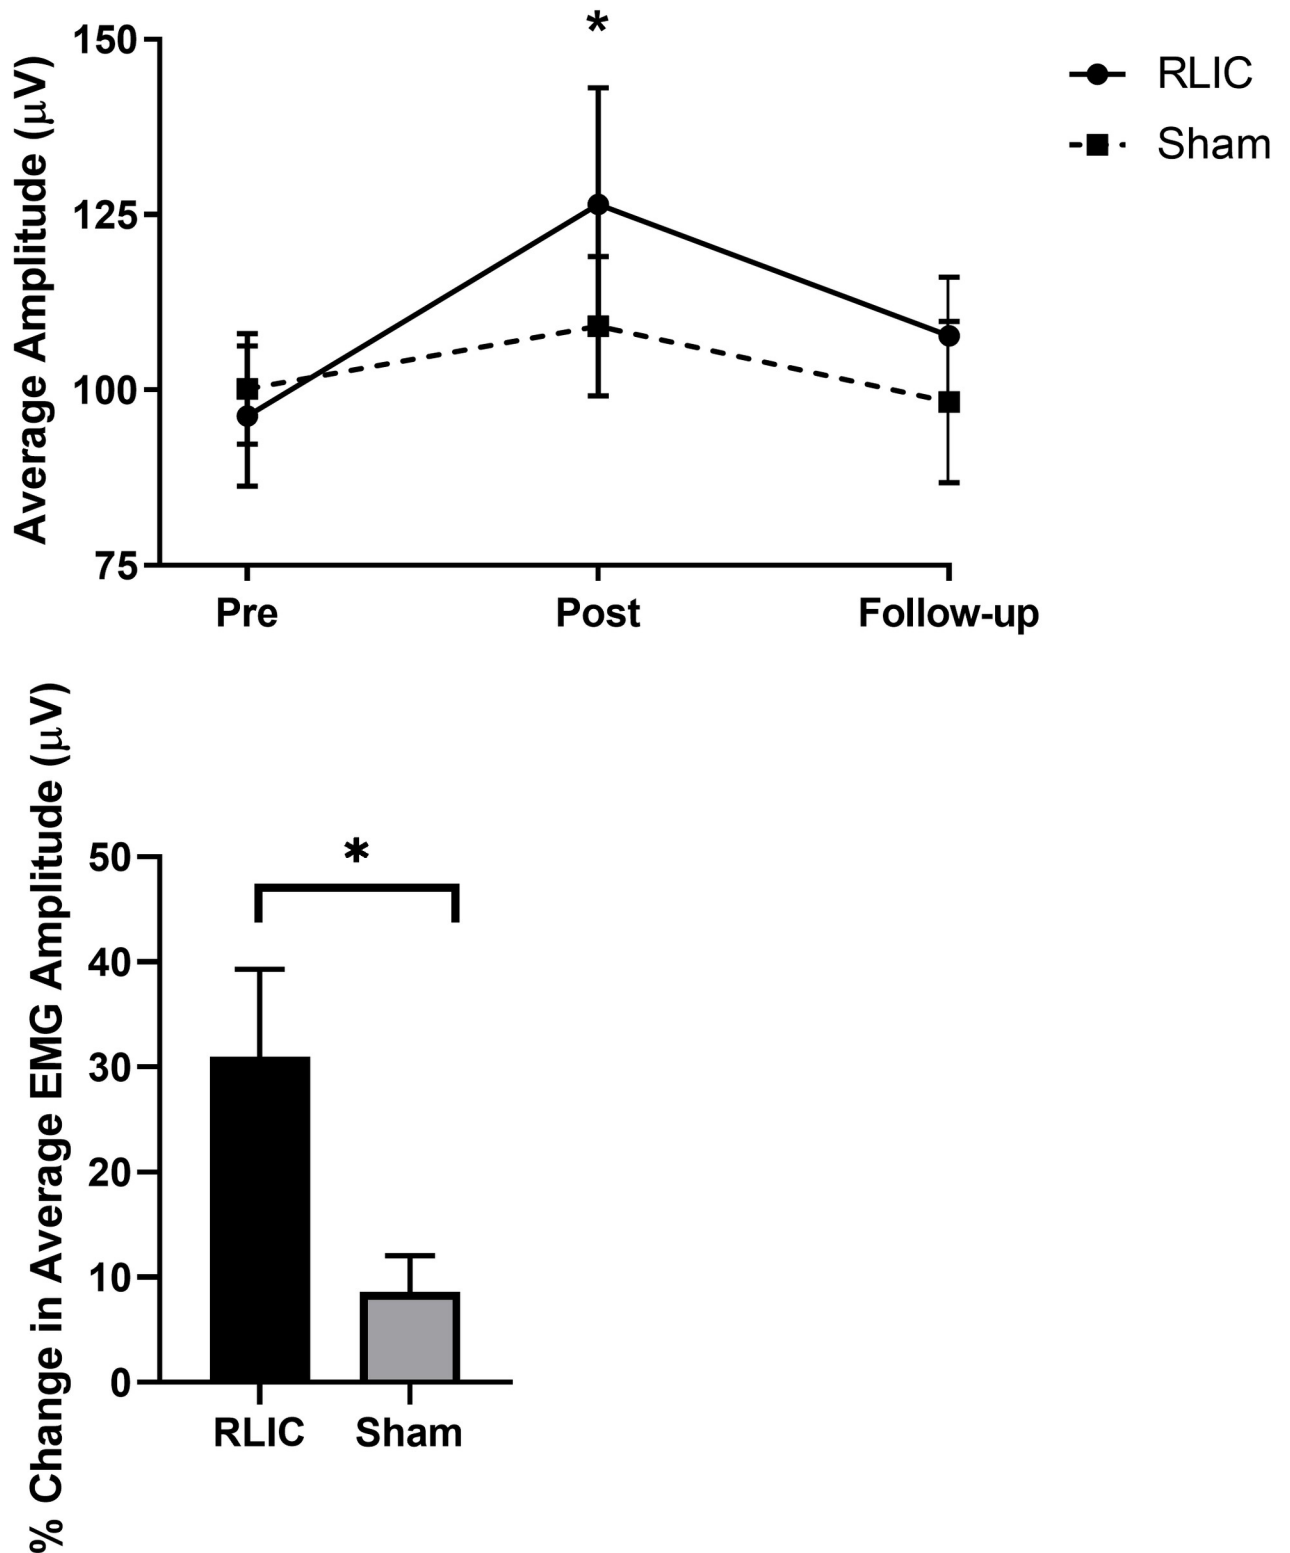 *
150
125
100
75
Average Amplitude (μV)
Pre Post Follow-up
RLIC
Sham
% Change in Average EMG Amplitude (μV)
*
50
40
30
20
10
0
RLIC Sham